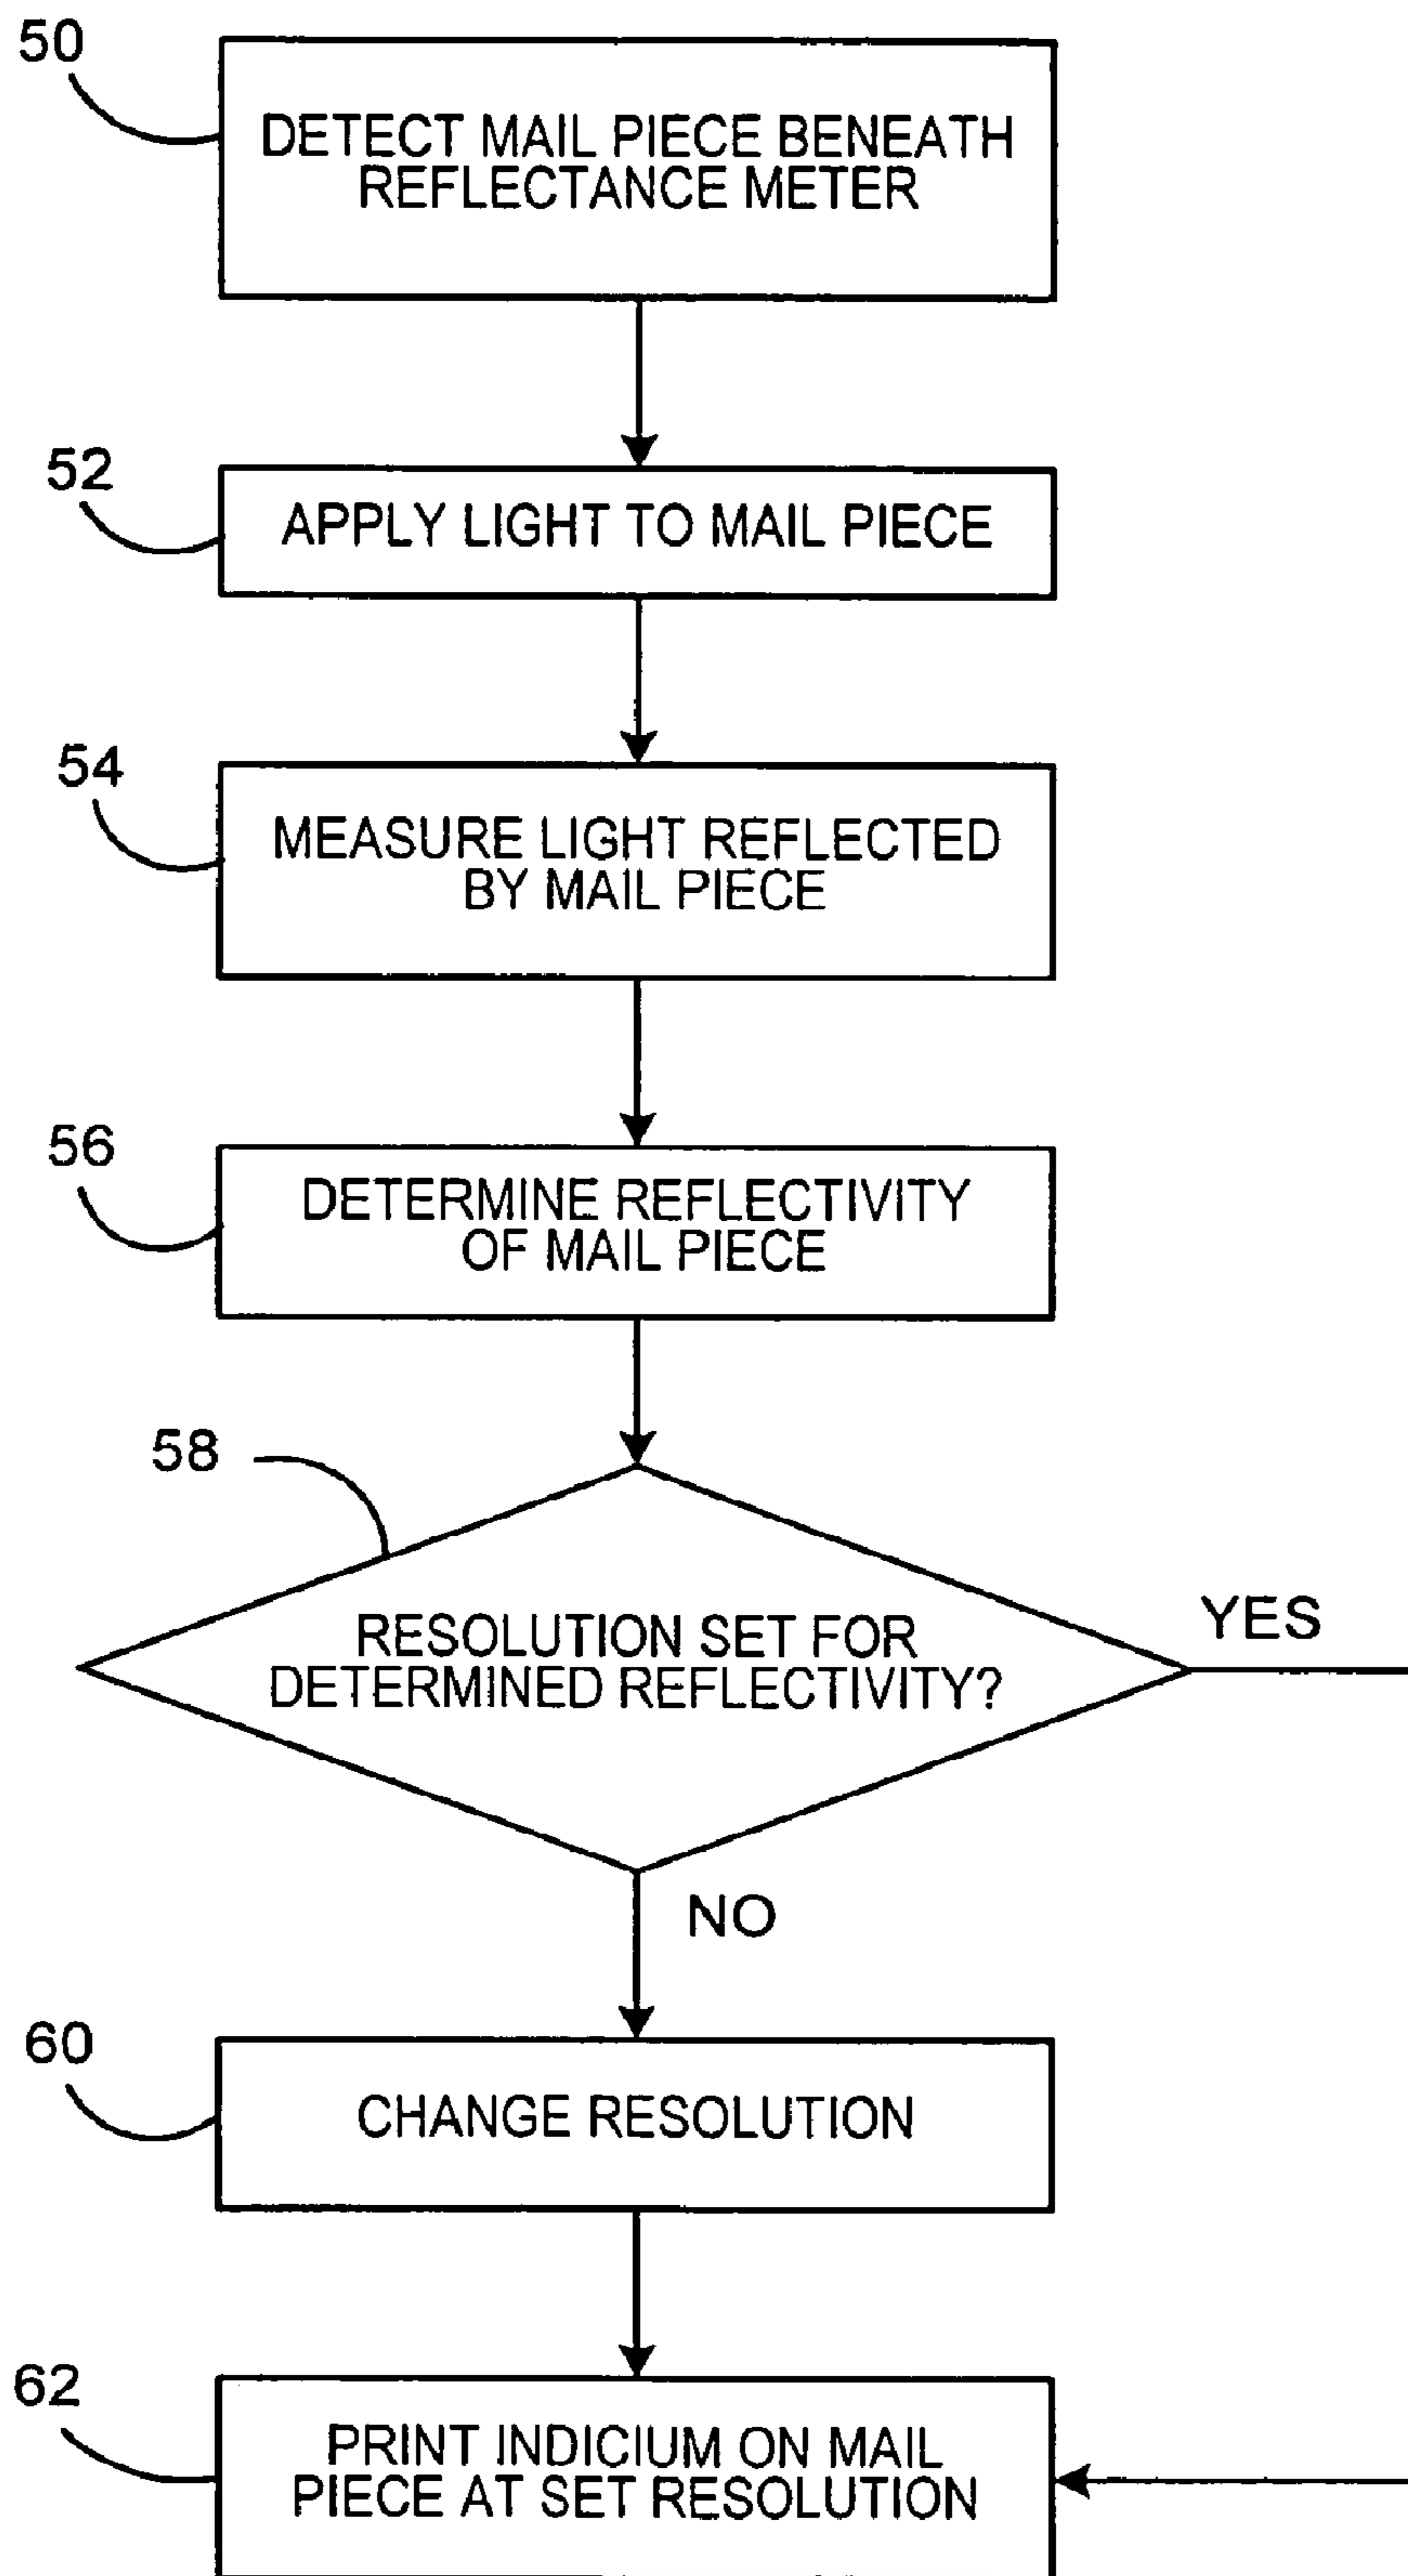 50
DETECT MAIL PIECE BENEATH
REFLECTANCE METER
52
APPLY LIGHT TO MAIL PIECE
54
MEASURE LIGHT REFLECTED
BY MAIL PIECE
56
DETERMINE REFLECTIVITY
OF MAIL PIECE
58
RESOLUTION SET FOR
DETERMINED REFLECTIVITY?
YES
NO
60
CHANGE RESOLUTION
62
PRINT INDICIUM ON MAIL
PIECE AT SET RESOLUTION